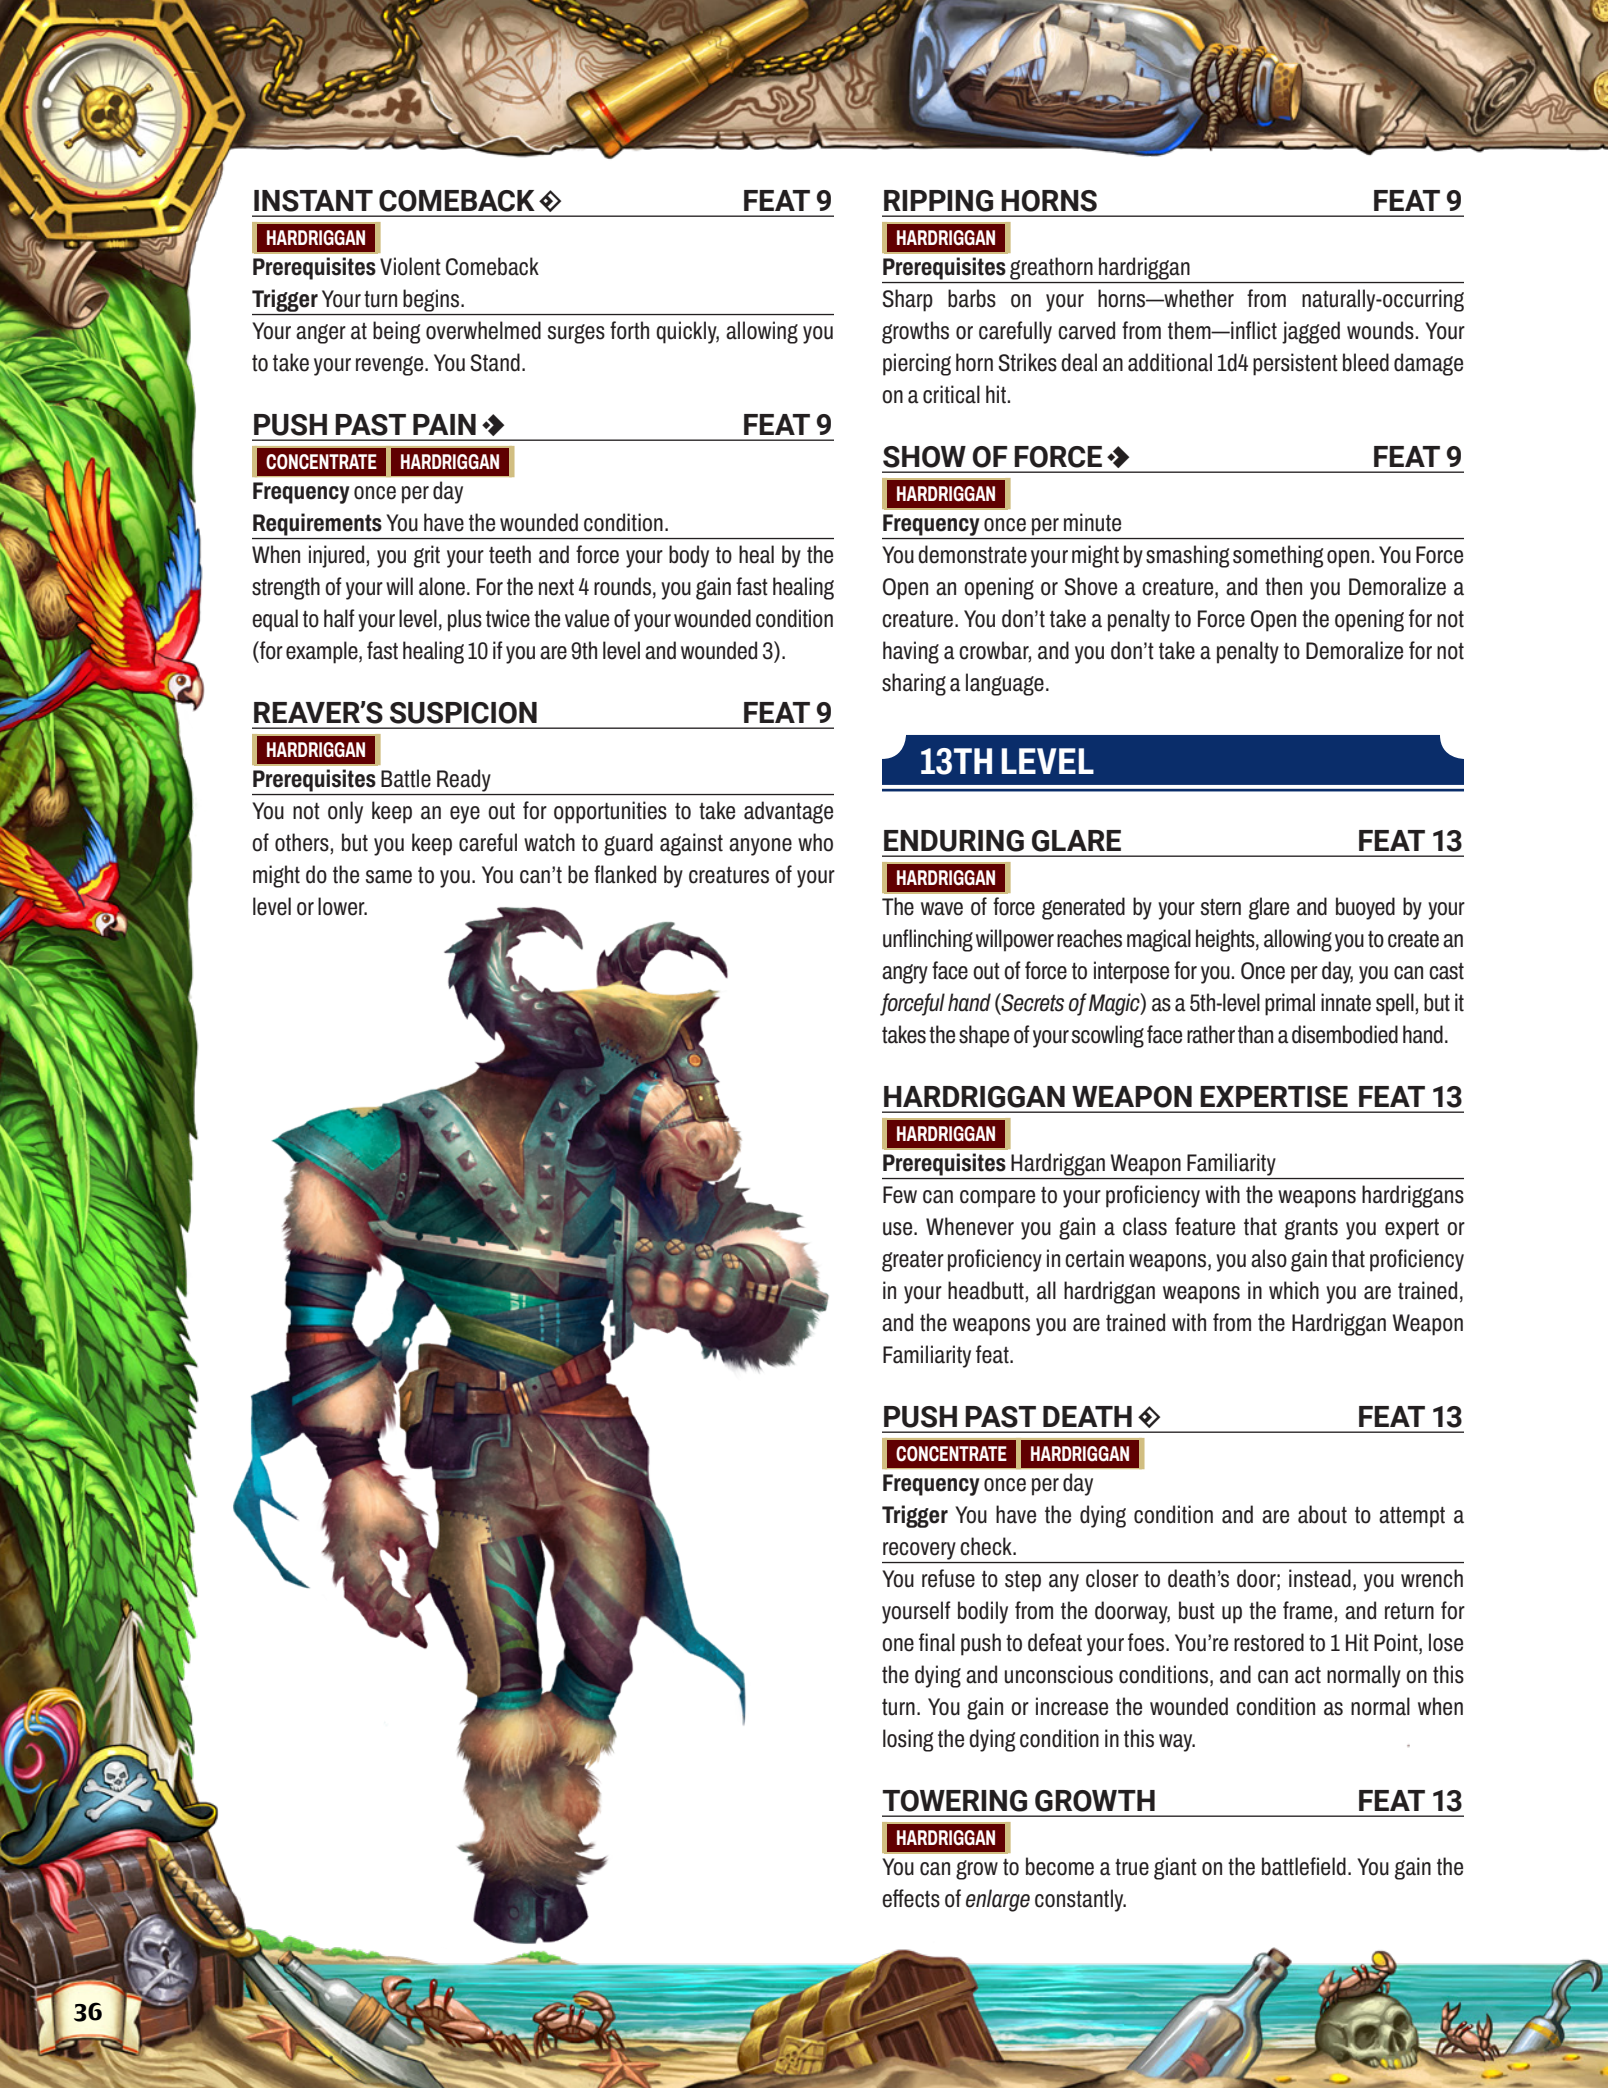 INSTANT COMEBACK FEAT 9
HARDRIGGAN
Prerequisites Violent Comeback
Trigger Your turn begins.
Your anger at being overwhelmed surges forth quickly, allowing you
to take your revenge. You Stand.
PUSH PAST PAIN FEAT 9
CONCENTRATE HARDRIGGAN
Frequency once per day
Requirements You have the wounded condition.
When injured, you grit your teeth and force your body to heal by the
strength of your will alone. For the next 4 rounds, you gain fast healing
equal to half your level, plus twice the value of your wounded condition
(for example, fast healing 10 if you are 9th level and wounded 3).
REAVER’S SUSPICION FEAT 9
HARDRIGGAN
Prerequisites Battle Ready
You not only keep an eye out for opportunities to take advantage
of others, but you keep careful watch to guard against anyone who
might do the same to you. You can’t be flanked by creatures of your
level or lower.
RIPPING HORNS FEAT 9
HARDRIGGAN
Prerequisites greathorn hardriggan
Sharp barbs on your horns—whether from naturally-occurring
growths or carefully carved from them—inflict jagged wounds. Your
piercing horn Strikes deal an additional 1d4 persistent bleed damage
on a critical hit.
SHOW OF FORCE FEAT 9
HARDRIGGAN
Frequency once per minute
You demonstrate your might by smashing something open. You Force
Open an opening or Shove a creature, and then you Demoralize a
creature. You don’t take a penalty to Force Open the opening for not
having a crowbar, and you don’t take a penalty to Demoralize for not
sharing a language.
13TH LEVEL
ENDURING GLARE FEAT 13
HARDRIGGAN
The wave of force generated by your stern glare and buoyed by your
unflinching willpower reaches magical heights, allowing you to create an
angry face out of force to interpose for you. Once per day, you can cast
forceful hand (Secrets of Magic) as a 5th-level primal innate spell, but it
takes the shape of your scowling face rather than a disembodied hand.
HARDRIGGAN WEAPON EXPERTISE FEAT 13
HARDRIGGAN
Prerequisites Hardriggan Weapon Familiarity
Few can compare to your proficiency with the weapons hardriggans
use. Whenever you gain a class feature that grants you expert or
greater proficiency in certain weapons, you also gain that proficiency
in your headbutt, all hardriggan weapons in which you are trained,
and the weapons you are trained with from the Hardriggan Weapon
Familiarity feat.
PUSH PAST DEATH FEAT 13
CONCENTRATE HARDRIGGAN
Frequency once per day
Trigger You have the dying condition and are about to attempt a
recovery check.
You refuse to step any closer to death’s door; instead, you wrench
yourself bodily from the doorway, bust up the frame, and return for
one final push to defeat your foes. You’re restored to 1 Hit Point, lose
the dying and unconscious conditions, and can act normally on this
turn. You gain or increase the wounded condition as normal when
losing the dying condition in this way.
TOWERING GROWTH FEAT 13
HARDRIGGAN
You can grow to become a true giant on the battlefield. You gain the
effects of enlarge constantly.
36